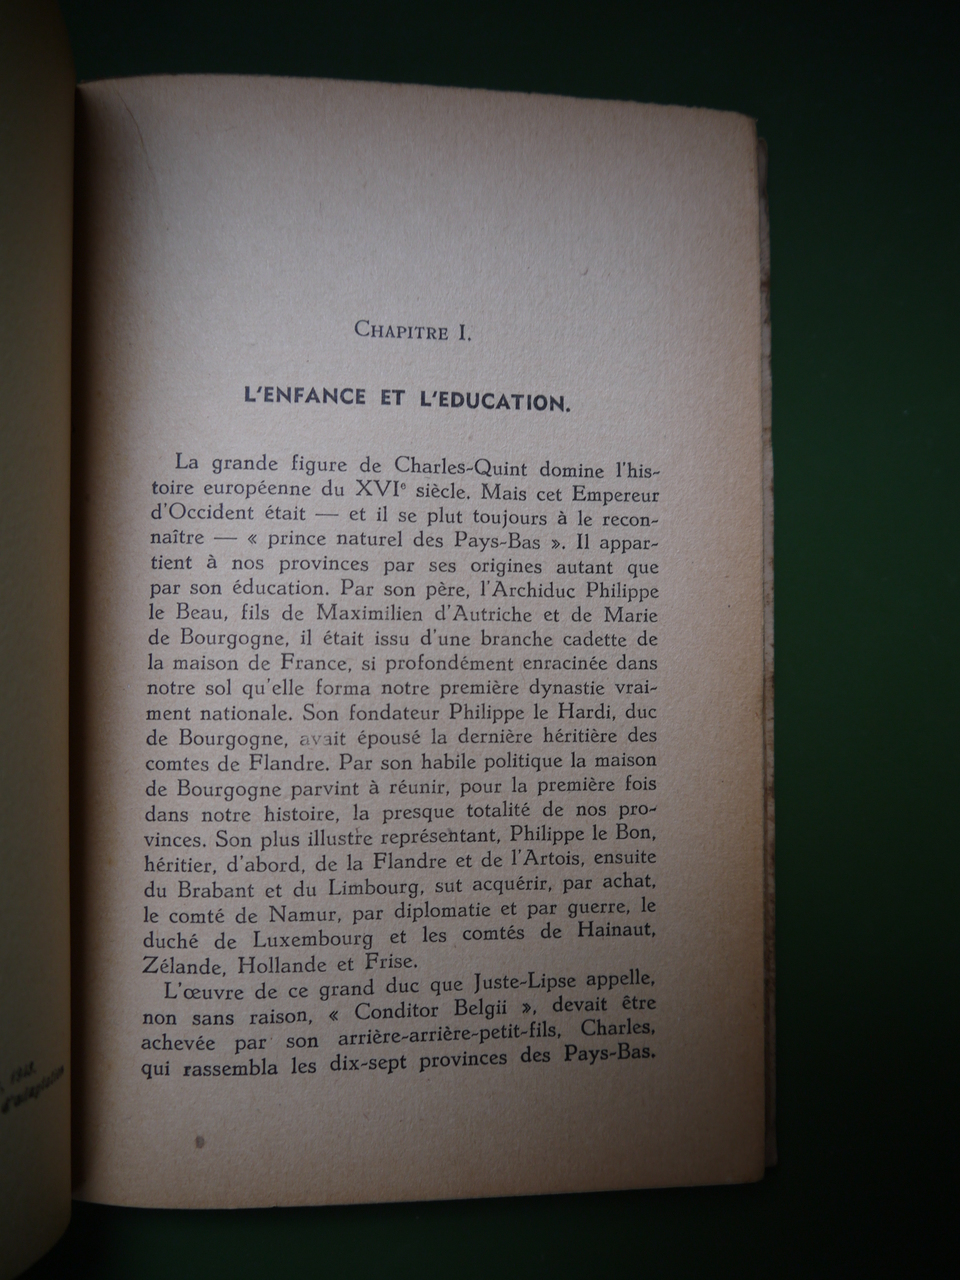 CHAPITRE I.
L'ENFANCE ET L'EDUCATION.
La grande figure de Charles-Quint domine l'his-
toire européenne du XVIe siècle. Mais cet Empereur
d'Occident était — et il se plut toujours à le recon-
naître — « prince naturel des Pays-Bas ». Il appar-
tient à nos provinces par ses origines autant que
par son éducation. Par son père, l'Archiduc Philippe
le Beau, fils de Maximilien d'Autriche et de Marie
de Bourgogne, il était issu d'une branche cadette de
la maison de France, si profondément enracinée dans
notre sol qu'elle forma notre première dynastie vrai-
ment nationale. Son fondateur Philippe le Hardi, duc
de Bourgogne, avait épousé la dernière héritière des
comtes de Flandre. Par son habile politique la maison
de Bourgogne parvint à réunir, pour la première fois
dans notre histoire, la presque totalité de nos pro-
vinces. Son plus illustre représentant, Philippe le Bon,
héritier, d'abord, de la Flandre et de l'Artois, ensuite
du Brabant et du Limbourg, sut acquérir, par achat,
le comté de Namur, par diplomatie et par guerre, le
duché de Luxembourg et les comtés de Hainaut,
Zélande, Hollande et Frise.
L'œuvre de ce grand duc que Juste-Lipse appelle,
non sans raison, « Conditor Belgii », devait être
achevée par son arrière-arrière-petit-fils, Charles,
qui rassembla les dix-sept provinces des Pays-Bas.
1948.
d'adaptation